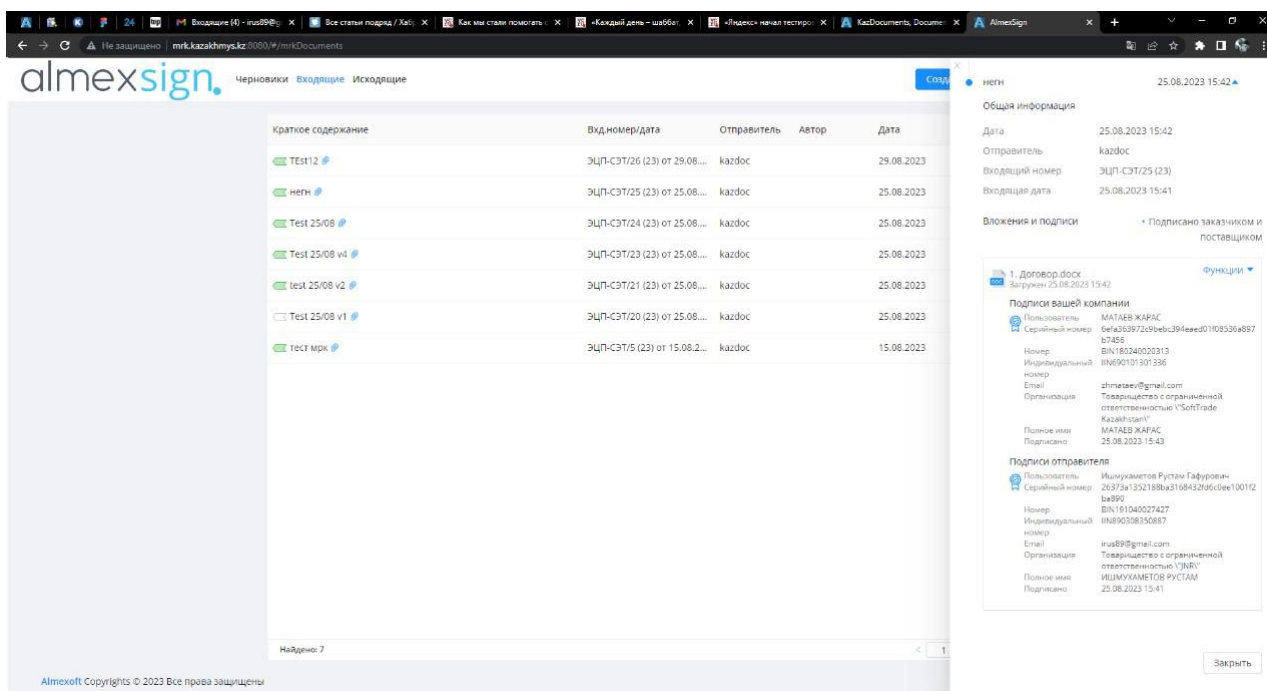 24
Входящие (4) - irus89@g
Все статьи подряд / Хаб
Как мы стали помогать
«Каждый день – шаббат
«Яндекс» начал тестиро
KazDocuments, Docume
AlmexSign
Не защищено mrk.kazakhmys.kz:8080/#/mrkDocuments
almexsign.
Черновики Входящие Исходящие
Созда
Краткое содержание Вхд.номер/дата Отправитель Автор Дата
TEst12 ЭЦП-СЭТ/26 (23) от 29.08.... kazdoc 29.08.2023
негн ЭЦП-СЭТ/25 (23) от 25.08.... kazdoc 25.08.2023
Test 25/08 ЭЦП-СЭТ/24 (23) от 25.08.... kazdoc 25.08.2023
Test 25/08 v4 ЭЦП-СЭТ/23 (23) от 25.08.... kazdoc 25.08.2023
test 25/08 v2 ЭЦП-СЭТ/21 (23) от 25.08.... kazdoc 25.08.2023
Test 25/08 v1 ЭЦП-СЭТ/20 (23) от 25.08.... kazdoc 25.08.2023
тест мрк ЭЦП-СЭТ/5 (23) от 15.08.2... kazdoc 15.08.2023
Найдено: 7
1
Almexoft Copyrights © 2023 Все права защищены
негн 25.08.2023 15:42
Общая информация
Дата 25.08.2023 15:42
Отправитель kazdoc
Входящий номер ЭЦП-СЭТ/25 (23)
Входящая дата 25.08.2023 15:41
Вложения и подписи • Подписано заказчиком и
поставщиком
1. Договор.docx Функции
Загружен 25.08.2023 15:42
Подписи вашей компании
Пользователь МАТАЕВ ЖАРАС
Серийный номер 6efa363972c9bebc394eaed01f08536a897
b7456
Номер BIN180240020313
Индивидуальный IIN690101301336
номер
Email zhmataev@gmail.com
Организация Товарищество с ограниченной
ответственностью \"SoftTrade
Kazakhstan\"
Полное имя МАТАЕВ ЖАРАС
Подписано 25.08.2023 15:43
Подписи отправителя
Пользователь Ишмухаметов Рустам Гафурович
Серийный номер 26373a1352188ba3168432fd6c0ee1001f2
ba890
Номер BIN191040027427
Индивидуальный IIN890308350887
номер
Email irus89@gmail.com
Организация Товарищество с ограниченной
ответственностью \"JNR\"
Полное имя ИШМУХАМЕТОВ РУСТАМ
Подписано 25.08.2023 15:41
Закрыть